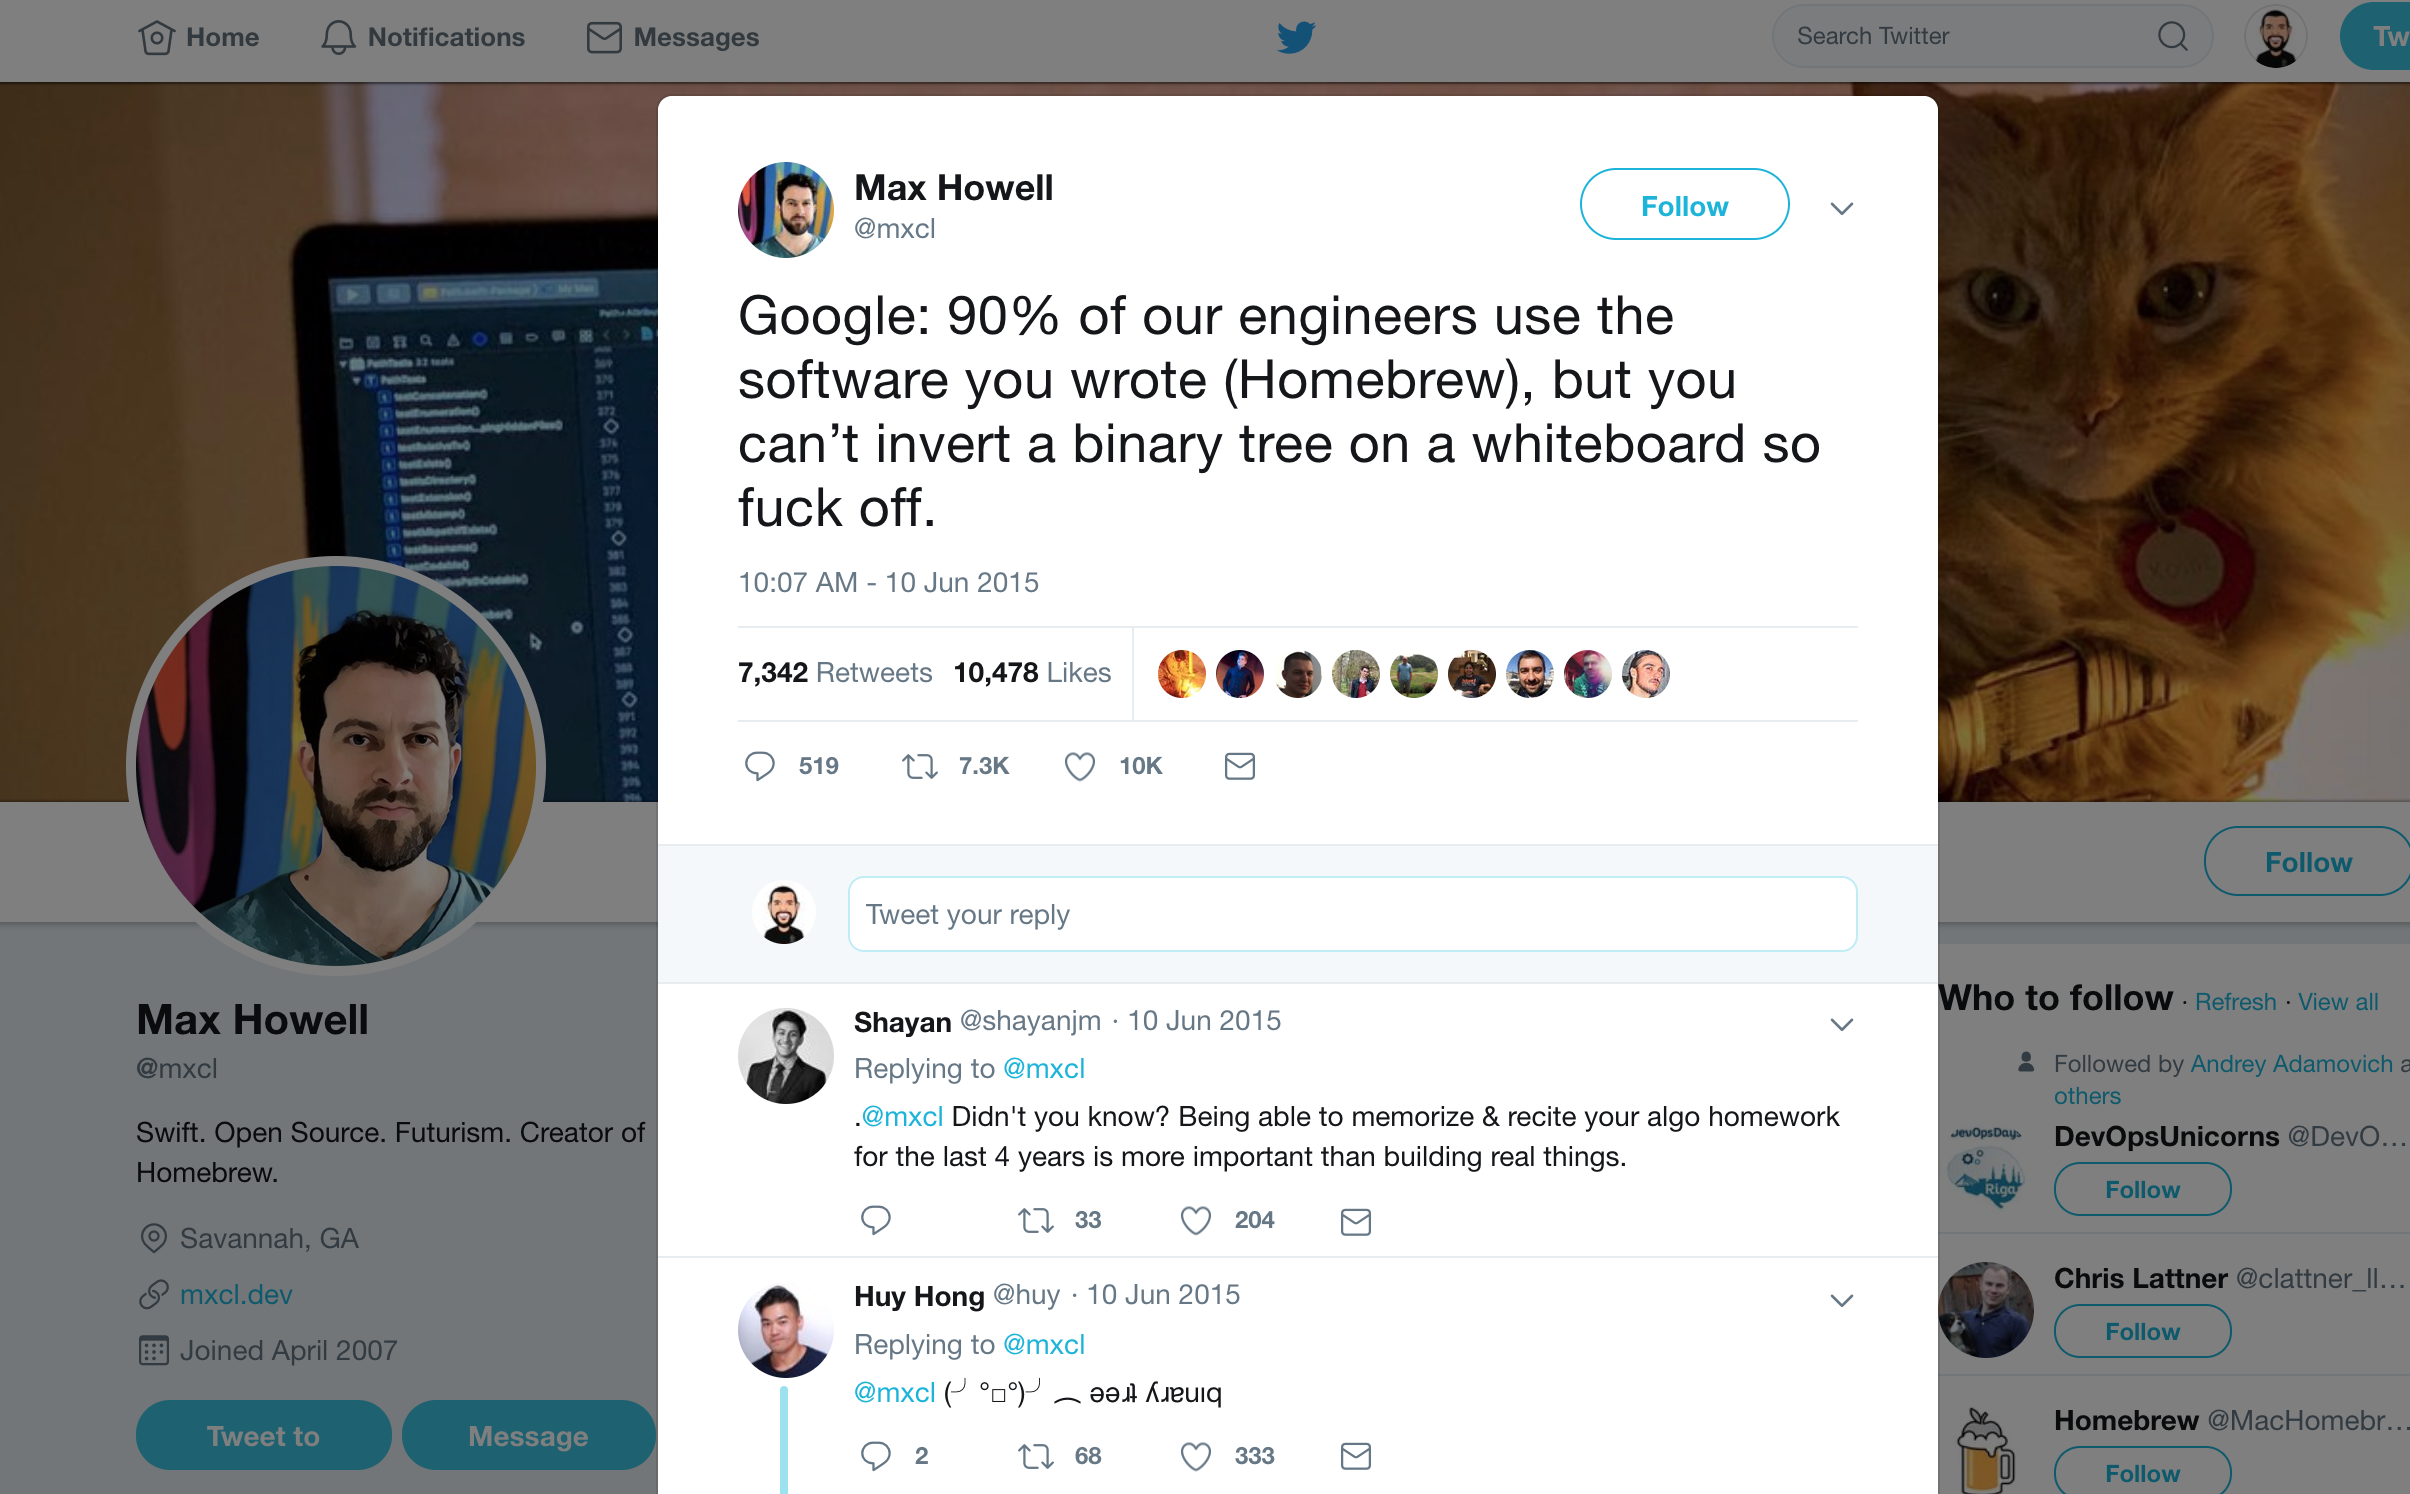 Home
Notifications
Messages
Search Twitter
Tw
Max Howell
@mxcl
Follow
Google: 90% of our engineers use the
software you wrote (Homebrew), but you
can’t invert a binary tree on a whiteboard so
fuck off.
10:07 AM - 10 Jun 2015
7,342 Retweets 10,478 Likes
519 7.3K 10K
Tweet your reply
Shayan @shayanjm · 10 Jun 2015
Replying to @mxcl
.@mxcl Didn't you know? Being able to memorize & recite your algo homework
for the last 4 years is more important than building real things.
33 204
Huy Hong @huy · 10 Jun 2015
Replying to @mxcl
@mxcl (╯°□°)╯︵ ǝǝɹʇ ʎɹɐuıq
2 68 333
Max Howell
@mxcl
Swift. Open Source. Futurism. Creator of
Homebrew.
Savannah, GA
mxcl.dev
Joined April 2007
Tweet to
Message
Follow
Who to follow · Refresh · View all
Followed by Andrey Adamovich a
others
DevOpsUnicorns @DevO...
Riga
Follow
Chris Lattner @clattner_ll...
Follow
Homebrew @MacHomebr...
Follow